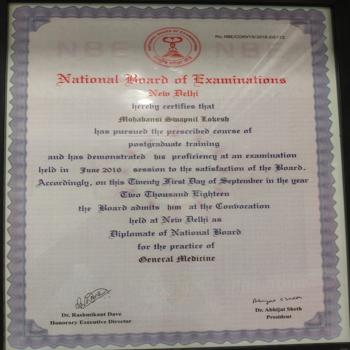 No. NBE/CONV19/2018/
National Board of Examinations
New Delhi
hereby certifies that
Mohabansi Swapnil Lokesh
has pursued the prescribed course of
postgraduate training
and has demonstrated his proficiency at an examination
held in June 2016 session to the satisfaction of the Board.
Accordingly, on this Twenty First Day of September in the year
Two Thousand Eighteen
the Board admits him at the Convocation
held at New Delhi as
Diplomate of National Board
for the practice of
General Medicine
Dr. Rashmikant Dave
Honorary Executive Director
Dr. Abhijat Sheth
President